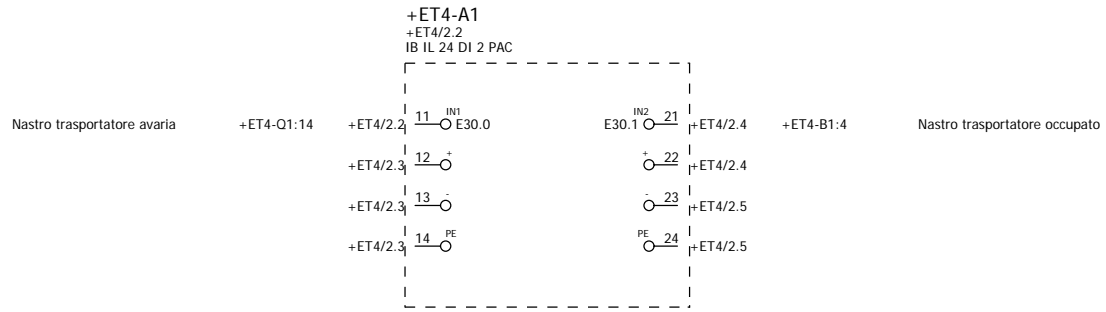 +ET4-A1
+ET4/2.2
IB IL 24 DI 2 PAC
Nastro trasportatore avaria +ET4-Q1:14 +ET4/2.2 11 IN1 E30.0 E30.1 IN2 21 +ET4/2.4 +ET4-B1:4 Nastro trasportatore occupato
+ET4/2.3 12 + + 22 +ET4/2.4
+ET4/2.3 13 - - 23 +ET4/2.5
+ET4/2.3 14 PE PE 24 +ET4/2.5